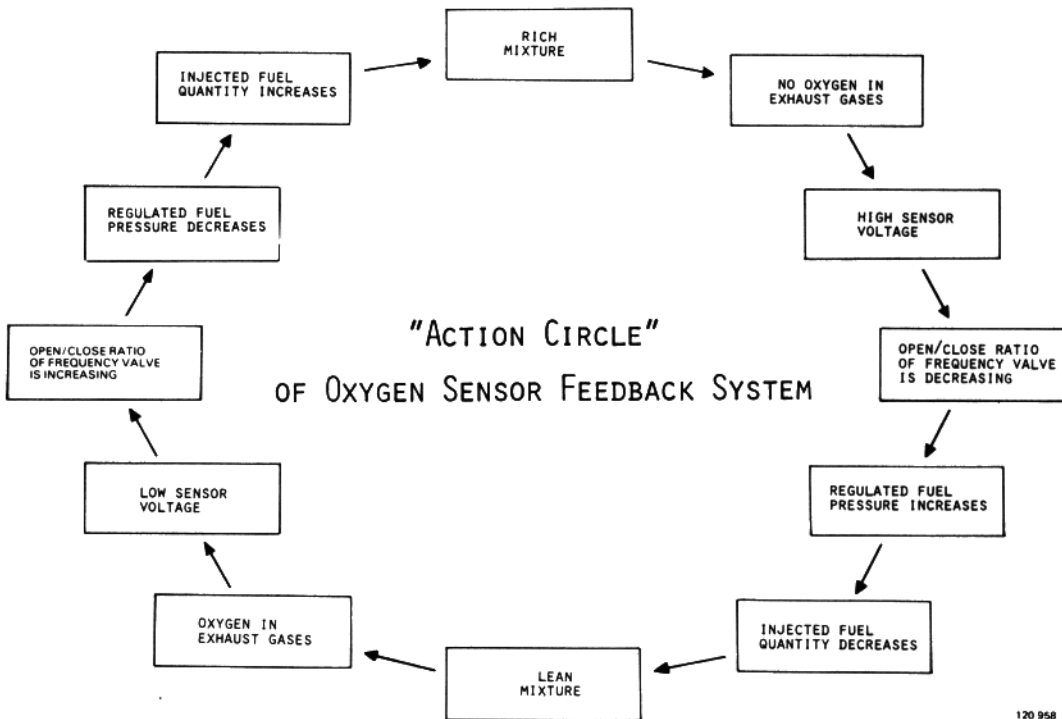 RICH
MIXTURE
NO OXYGEN IN
EXHAUST GASES
HIGH SENSOR
VOLTAGE
OPEN/CLOSE RATIO
OF FREQUENCY VALVE
IS DECREASING
REGULATED FUEL
PRESSURE INCREASES
INJECTED FUEL
QUANTITY DECREASES
LEAN
MIXTURE
OXYGEN IN
EXHAUST GASES
LOW SENSOR
VOLTAGE
OPEN/CLOSE RATIO
OF FREQUENCY VALVE
IS INCREASING
REGULATED FUEL
PRESSURE DECREASES
INJECTED FUEL
QUANTITY INCREASES
"ACTION CIRCLE"
OF OXYGEN SENSOR FEEDBACK SYSTEM
120 958